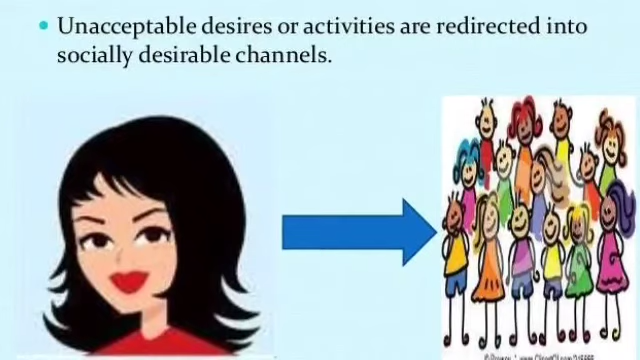 Unacceptable desires or activities are redirected into
socially desirable channels.